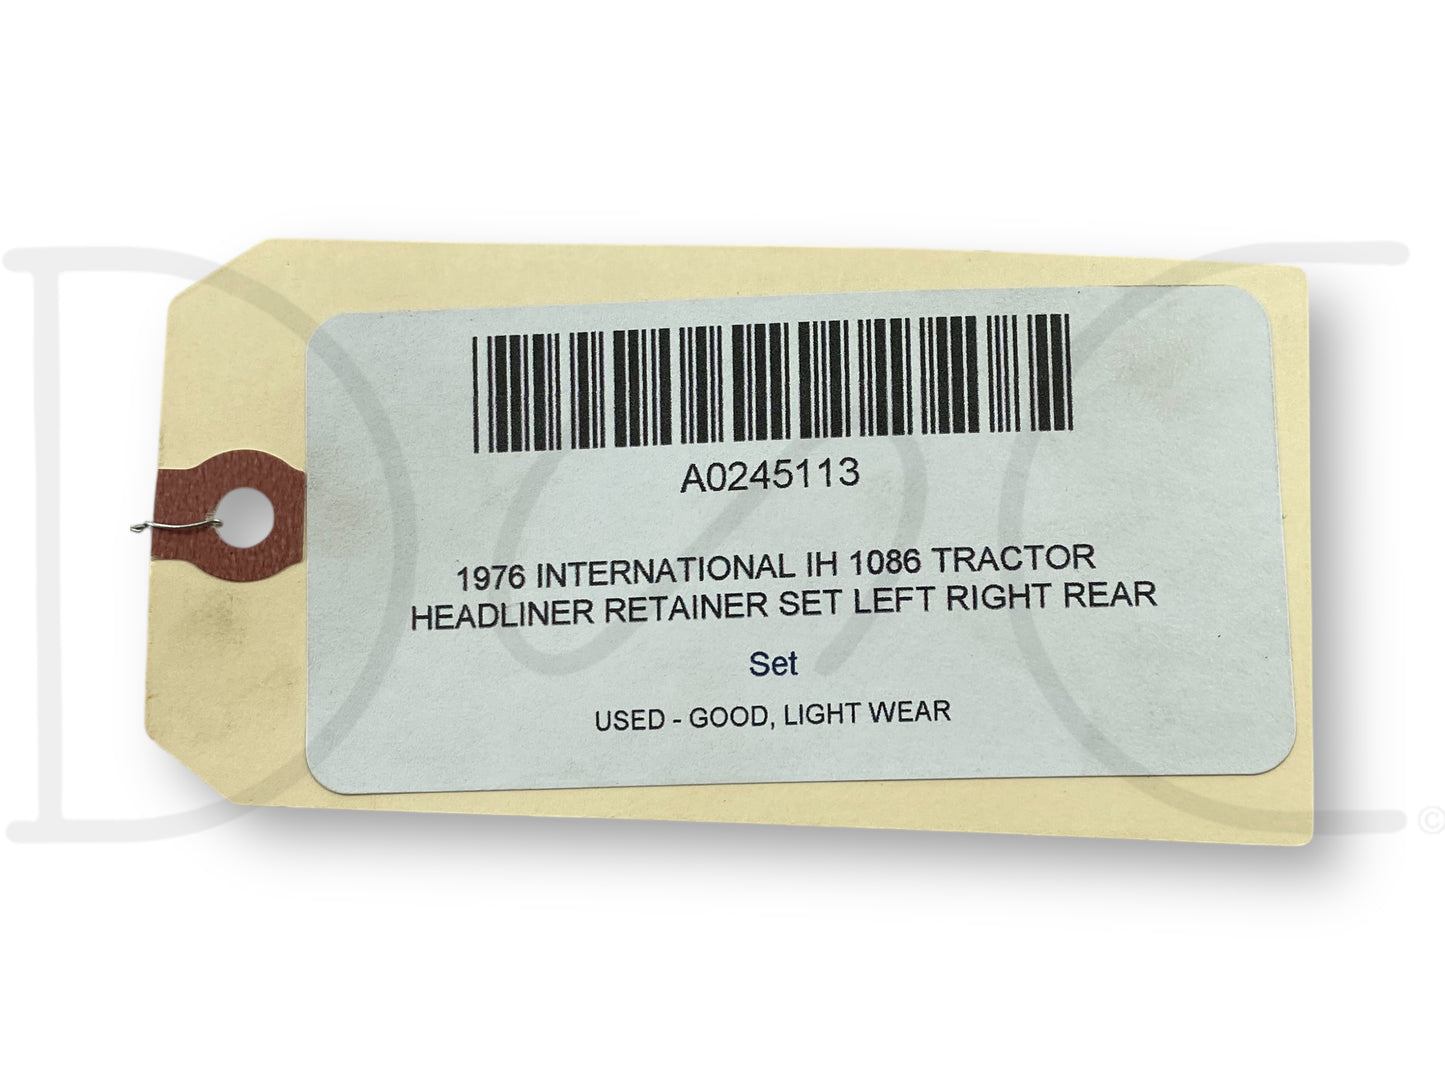 A0245113
1976 INTERNATIONAL IH 1086 TRACTOR
HEADLINER RETAINER SET LEFT RIGHT REAR
Set
USED - GOOD, LIGHT WEAR
©